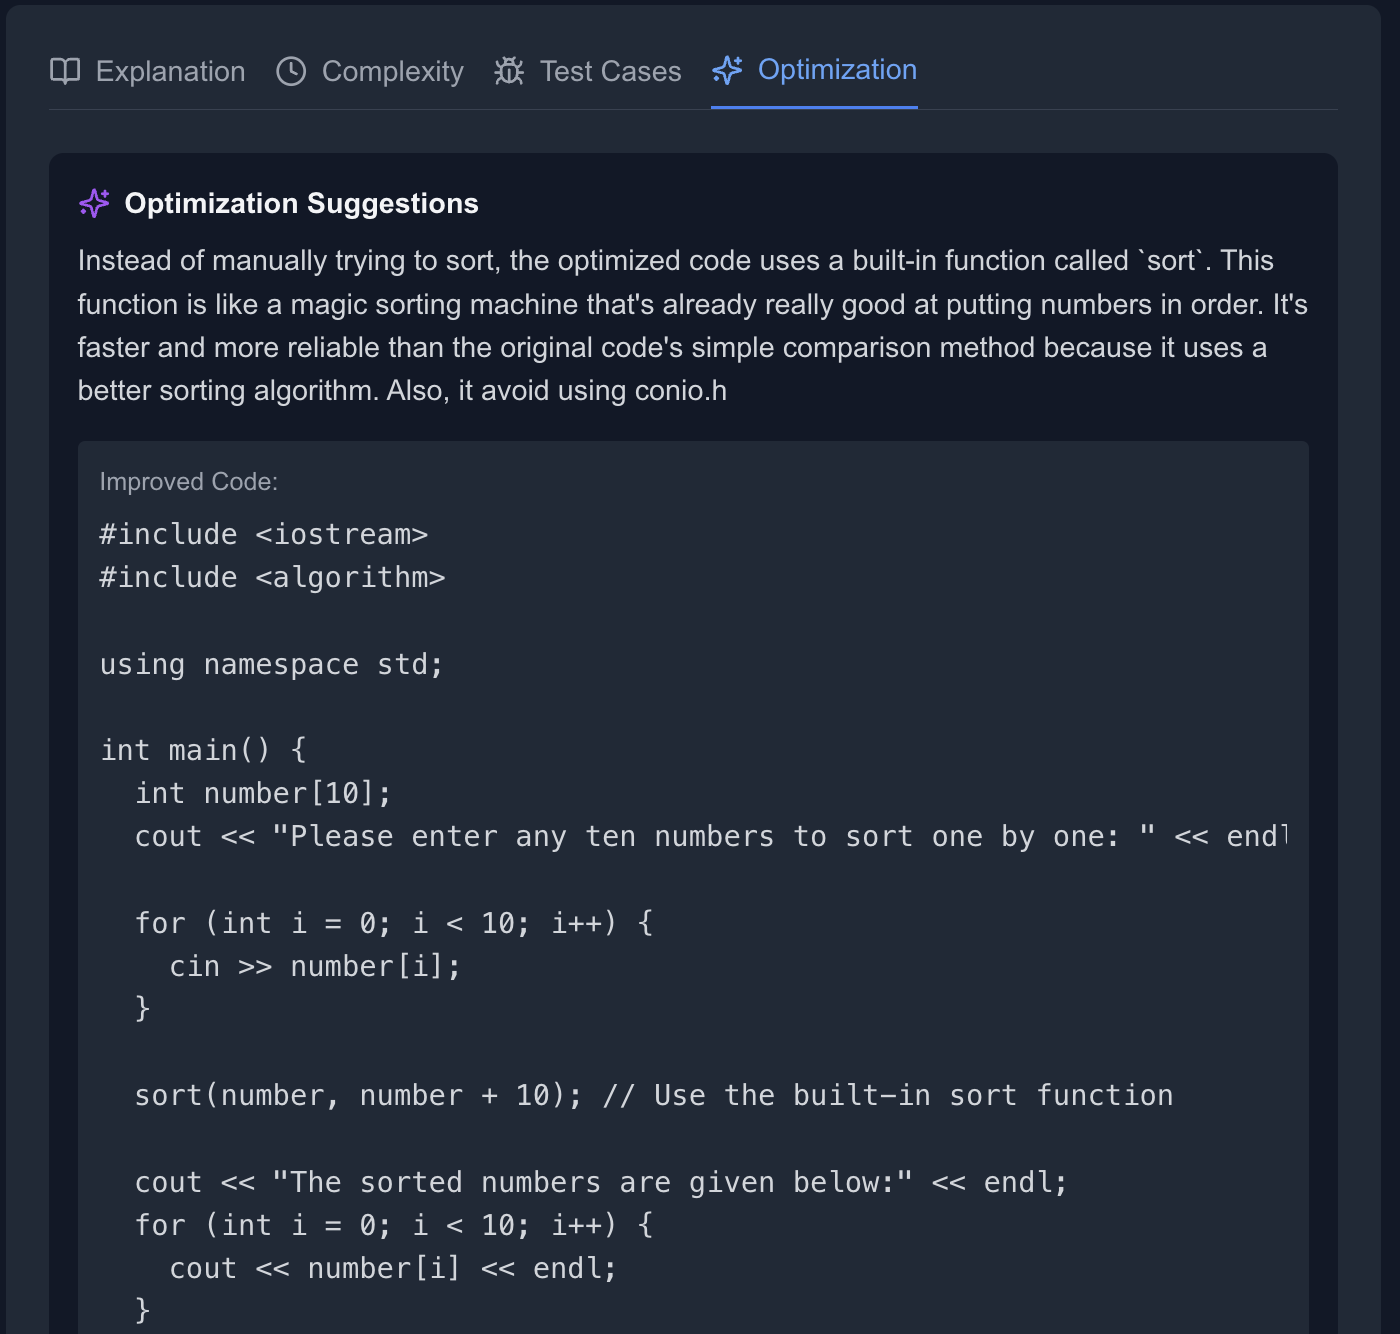 Explanation Complexity Test Cases Optimization
Optimization Suggestions
Instead of manually trying to sort, the optimized code uses a built-in function called `sort`. This
function is like a magic sorting machine that's already really good at putting numbers in order. It's
faster and more reliable than the original code's simple comparison method because it uses a
better sorting algorithm. Also, it avoid using conio.h
Improved Code:
#include <iostream>
#include <algorithm>
using namespace std;
int main() {
  int number[10];
  cout << "Please enter any ten numbers to sort one by one: " << endl
  for (int i = 0; i < 10; i++) {
    cin >> number[i];
  }
  sort(number, number + 10); // Use the built-in sort function
  cout << "The sorted numbers are given below:" << endl;
  for (int i = 0; i < 10; i++) {
    cout << number[i] << endl;
  }